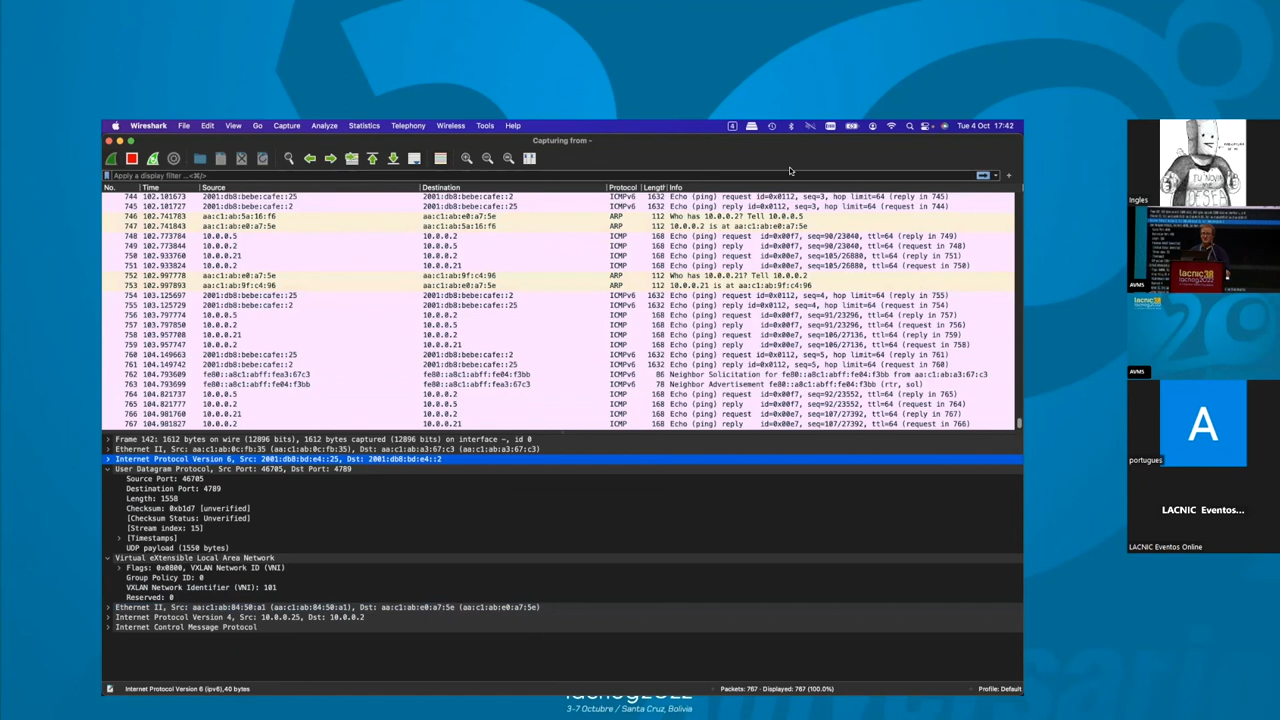 Wireshark File Edit View Go Capture Analyze Statistics Telephony Wireless Tools Help 4 Tue 4 Oct 17:42
Capturing from -
Apply a display filter ... <⌘/>
No. Time Source Destination Protocol Length Info
744 102.101673 2001:db8:bebe:cafe::25 2001:db8:bebe:cafe::2 ICMPv6 1632 Echo (ping) request id=0x0112, seq=3, hop limit=64 (reply in 745)
745 102.101727 2001:db8:bebe:cafe::2 2001:db8:bebe:cafe::25 ICMPv6 1632 Echo (ping) reply id=0x0112, seq=3, hop limit=64 (request in 744)
746 102.741783 aa:c1:ab:5a:16:f6 aa:c1:ab:e0:a7:5e ARP 112 Who has 10.0.0.2? Tell 10.0.0.5
747 102.741843 aa:c1:ab:e0:a7:5e aa:c1:ab:5a:16:f6 ARP 112 10.0.0.2 is at aa:c1:ab:e0:a7:5e
748 102.773784 10.0.0.5 10.0.0.2 ICMP 168 Echo (ping) request id=0x00f7, seq=90/23040, ttl=64 (reply in 749)
749 102.773844 10.0.0.2 10.0.0.5 ICMP 168 Echo (ping) reply id=0x00f7, seq=90/23040, ttl=64 (request in 748)
750 102.933760 10.0.0.21 10.0.0.2 ICMP 168 Echo (ping) request id=0x00e7, seq=105/26880, ttl=64 (reply in 751)
751 102.933824 10.0.0.2 10.0.0.21 ICMP 168 Echo (ping) reply id=0x00e7, seq=105/26880, ttl=64 (request in 750)
752 102.997778 aa:c1:ab:e0:a7:5e aa:c1:ab:9f:c4:96 ARP 112 Who has 10.0.0.21? Tell 10.0.0.2
753 102.997893 aa:c1:ab:9f:c4:96 aa:c1:ab:e0:a7:5e ARP 112 10.0.0.21 is at aa:c1:ab:9f:c4:96
754 103.125697 2001:db8:bebe:cafe::25 2001:db8:bebe:cafe::2 ICMPv6 1632 Echo (ping) request id=0x0112, seq=4, hop limit=64 (reply in 755)
755 103.125729 2001:db8:bebe:cafe::2 2001:db8:bebe:cafe::25 ICMPv6 1632 Echo (ping) reply id=0x0112, seq=4, hop limit=64 (request in 754)
756 103.797784 10.0.0.5 10.0.0.2 ICMP 168 Echo (ping) request id=0x00f7, seq=91/23296, ttl=64 (reply in 757)
757 103.797850 10.0.0.2 10.0.0.5 ICMP 168 Echo (ping) reply id=0x00f7, seq=91/23296, ttl=64 (request in 756)
758 103.957708 10.0.0.21 10.0.0.2 ICMP 168 Echo (ping) request id=0x00e7, seq=106/27136, ttl=64 (reply in 759)
759 103.957768 10.0.0.2 10.0.0.21 ICMP 168 Echo (ping) reply id=0x00e7, seq=106/27136, ttl=64 (request in 758)
760 104.149663 2001:db8:bebe:cafe::25 2001:db8:bebe:cafe::2 ICMPv6 1632 Echo (ping) request id=0x0112, seq=5, hop limit=64 (reply in 761)
761 104.149742 2001:db8:bebe:cafe::2 2001:db8:bebe:cafe::25 ICMPv6 1632 Echo (ping) reply id=0x0112, seq=5, hop limit=64 (request in 760)
762 104.793609 fe80::a8c1:abff:fea3:67c3 fe80::a8c1:abff:fe04:f3bb ICMPv6 86 Neighbor Solicitation for fe80::a8c1:abff:fe04:f3bb from aa:c1:ab:a3:67:c3
763 104.793699 fe80::a8c1:abff:fe04:f3bb fe80::a8c1:abff:fea3:67c3 ICMPv6 78 Neighbor Advertisement fe80::a8c1:abff:fe04:f3bb (rtr, sol)
764 104.821737 10.0.0.5 10.0.0.2 ICMP 168 Echo (ping) request id=0x00f7, seq=92/23552, ttl=64 (reply in 765)
765 104.821777 10.0.0.2 10.0.0.5 ICMP 168 Echo (ping) reply id=0x00f7, seq=92/23552, ttl=64 (request in 764)
766 104.981760 10.0.0.21 10.0.0.2 ICMP 168 Echo (ping) request id=0x00e7, seq=107/27392, ttl=64 (reply in 767)
767 104.981827 10.0.0.2 10.0.0.21 ICMP 168 Echo (ping) reply id=0x00e7, seq=107/27392, ttl=64 (request in 766)
Frame 142: 1612 bytes on wire (12896 bits), 1612 bytes captured (12896 bits) on interface -, id 0
Ethernet II, Src: aa:c1:ab:0c:fb:35 (aa:c1:ab:0c:fb:35), Dst: aa:c1:ab:a3:67:c3 (aa:c1:ab:a3:67:c3)
Internet Protocol Version 6, Src: 2001:db8:bd:e4::25, Dst: 2001:db8:bd:e4::2
User Datagram Protocol, Src Port: 46705, Dst Port: 4789
Source Port: 46705
Destination Port: 4789
Length: 1558
Checksum: 0xb1d7 [unverified]
[Checksum Status: Unverified]
[Stream index: 15]
[Timestamps]
UDP payload (1550 bytes)
Virtual eXtensible Local Area Network
Flags: 0x0800, VXLAN Network ID (VNI)
Group Policy ID: 0
VXLAN Network Identifier (VNI): 101
Reserved: 0
Ethernet II, Src: aa:c1:ab:84:50:a1 (aa:c1:ab:84:50:a1), Dst: aa:c1:ab:e0:a7:5e (aa:c1:ab:e0:a7:5e)
Internet Protocol Version 4, Src: 10.0.0.25, Dst: 10.0.0.2
Internet Control Message Protocol
Internet Protocol Version 6 (ipv6), 40 bytes Packets: 767 · Displayed: 767 (100.0%) Profile: Default
lacnog2022
3-7 Octubre / Santa Cruz, Bolivia
Ingles
lacnic38
lacnog2022
AVMS
lacnic38
AVMS
A
portugues
LACNIC Eventos...
LACNIC Eventos Online